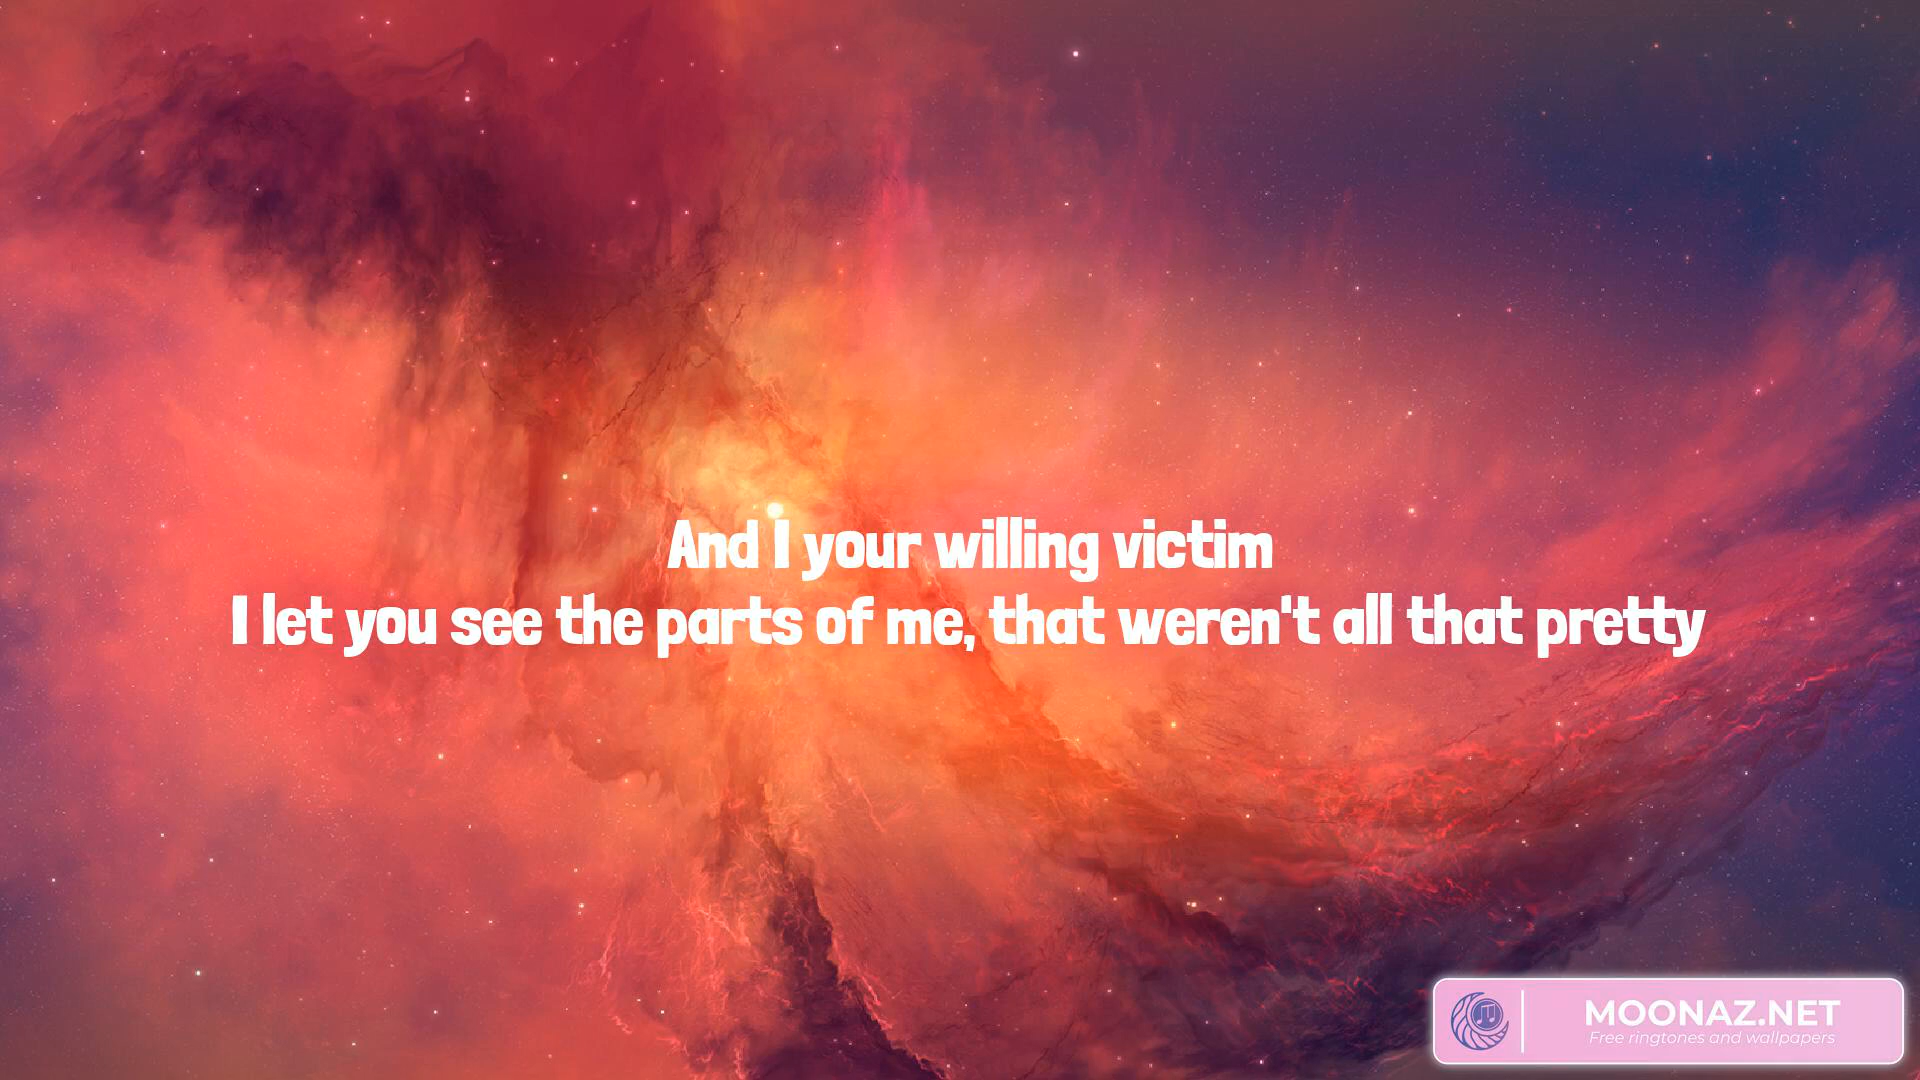 And I your willing victim
I let you see the parts of me, that weren't all that pretty
MOONAZ.NET
Free ringtones and wallpapers